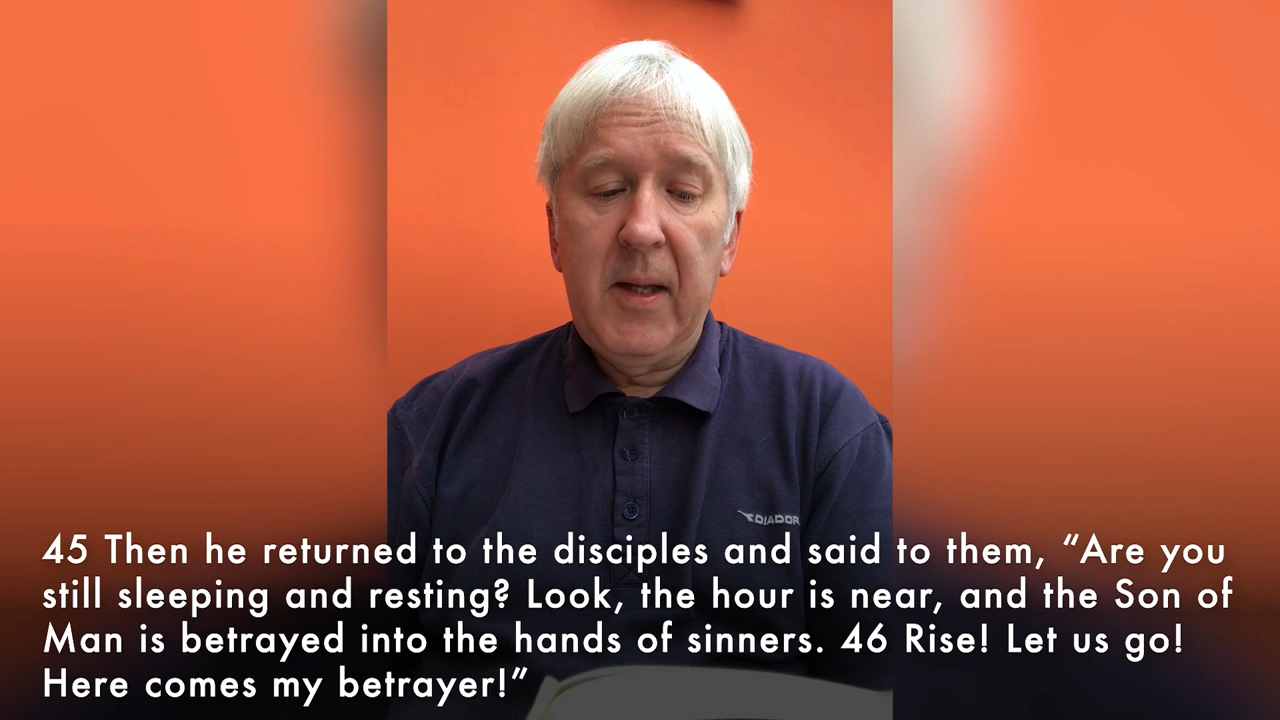 DIADOR
45 Then he returned to the disciples and said to them, “Are you
still sleeping and resting? Look, the hour is near, and the Son of
Man is betrayed into the hands of sinners. 46 Rise! Let us go!
Here comes my betrayer!”